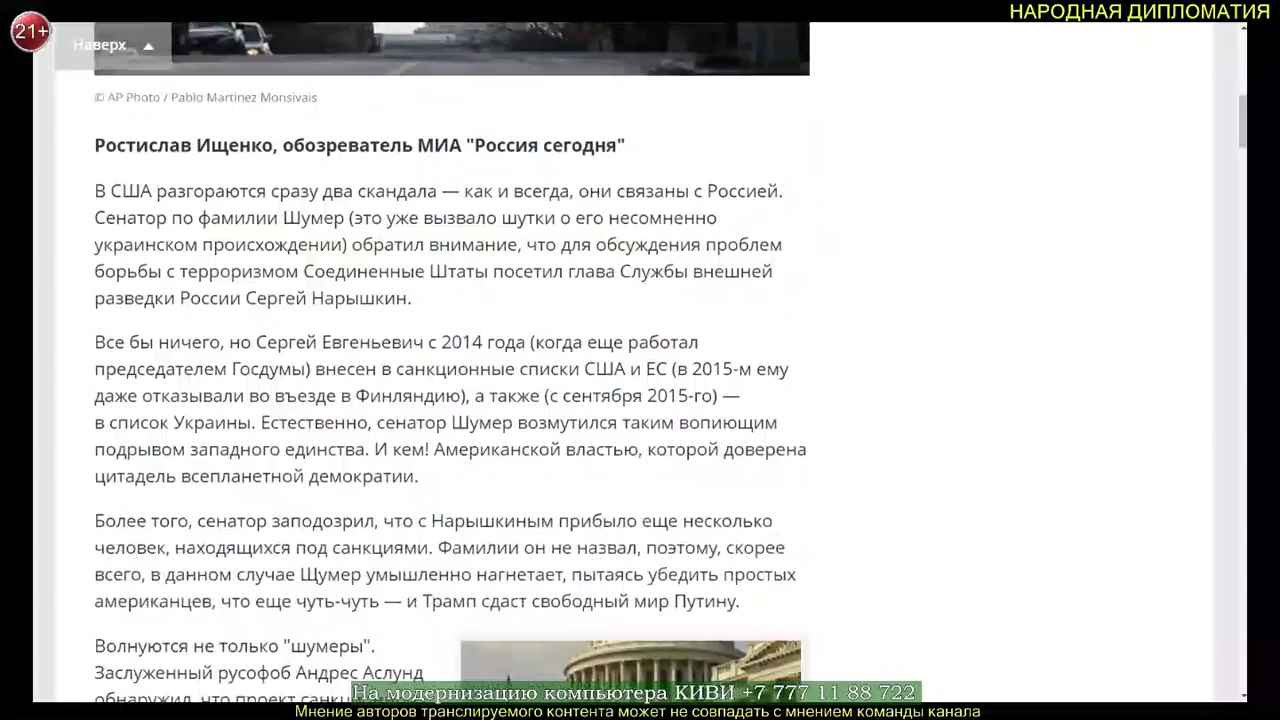 НАРОДНАЯ ДИПЛОМАТИЯ
21+
Наверх
© AP Photo / Pablo Martinez Monsivais
Ростислав Ищенко, обозреватель МИА "Россия сегодня"
В США разгораются сразу два скандала — как и всегда, они связаны с Россией.
Сенатор по фамилии Шумер (это уже вызвало шутки о его несомненно
украинском происхождении) обратил внимание, что для обсуждения проблем
борьбы с терроризмом Соединенные Штаты посетил глава Службы внешней
разведки России Сергей Нарышкин.
Все бы ничего, но Сергей Евгеньевич с 2014 года (когда еще работал
председателем Госдумы) внесен в санкционные списки США и ЕС (в 2015-м ему
даже отказывали во въезде в Финляндию), а также (с сентября 2015-го) —
в список Украины. Естественно, сенатор Шумер возмутился таким вопиющим
подрывом западного единства. И кем! Американской властью, которой доверена
цитадель всепланетной демократии.
Более того, сенатор заподозрил, что с Нарышкиным прибыло еще несколько
человек, находящихся под санкциями. Фамилии он не назвал, поэтому, скорее
всего, в данном случае Щумер умышленно нагнетает, пытаясь убедить простых
американцев, что еще чуть-чуть — и Трамп сдаст свободный мир Путину.
Волнуются не только "шумеры".
Заслуженный русофоб Андрес Аслунд
обнаружил, что проект
На модернизацию компьютера КИВИ +7 777 11 88 722
Мнение авторов транслируемого контента может не совпадать с мнением команды канала